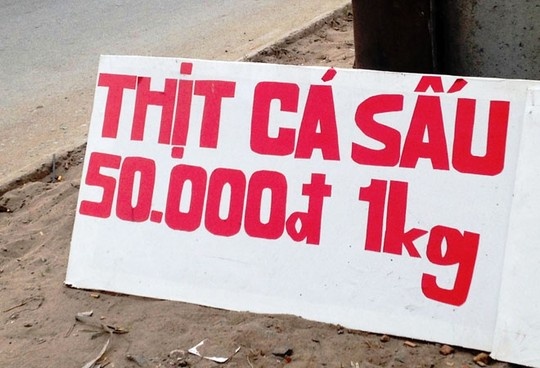 THỊT CÁ SẤU
50.000đ 1kg